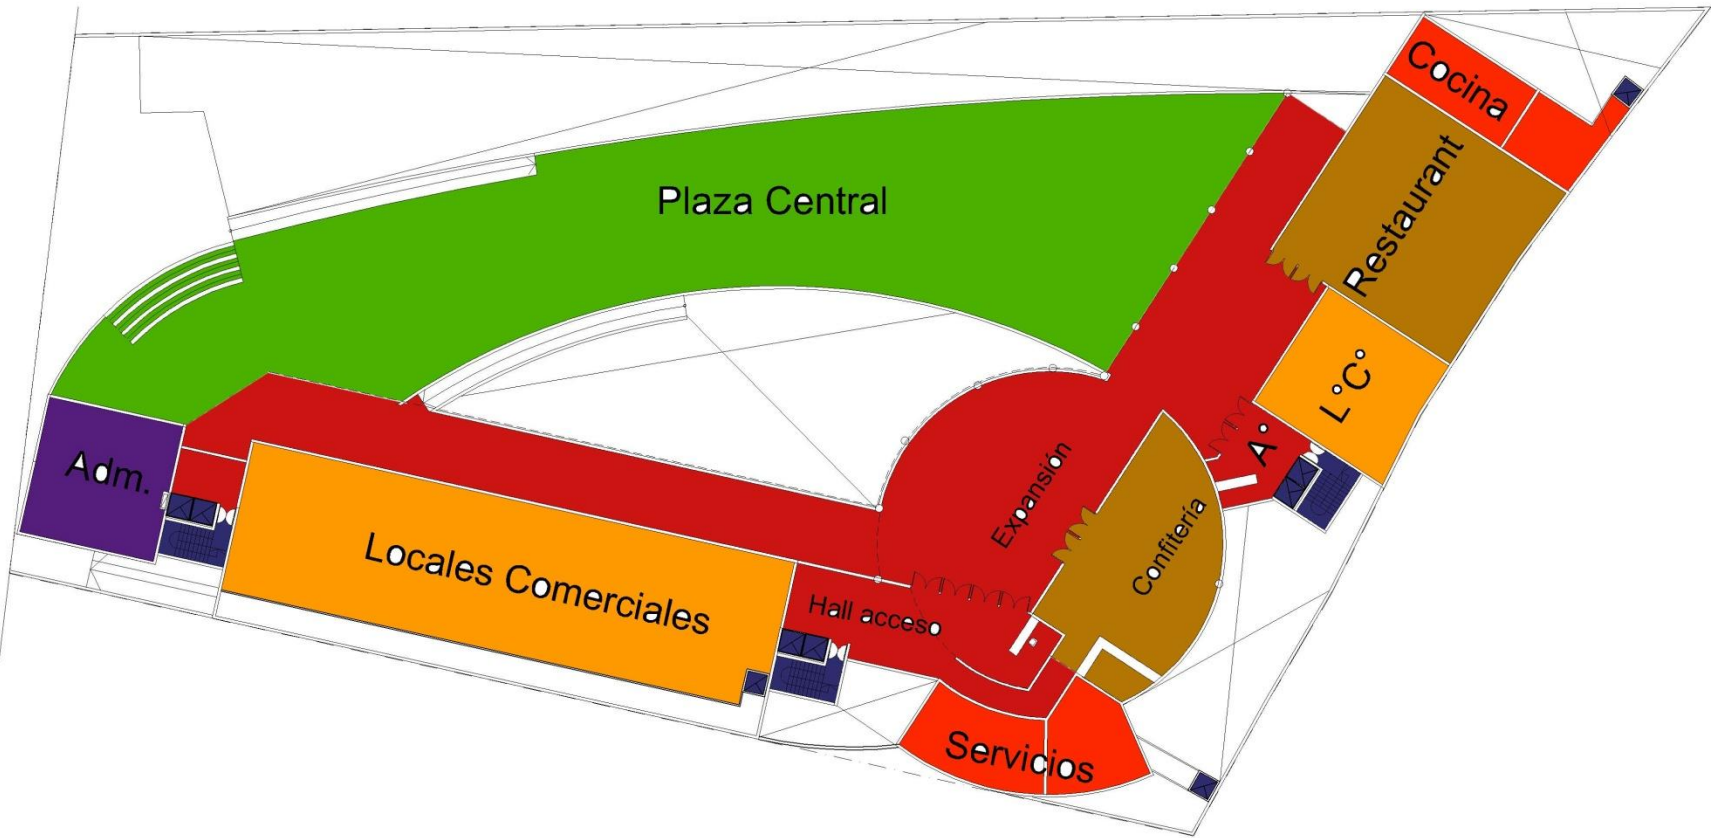 Cocina
Plaza Central
Restaurant
L°C°
A°
Adm.
Expansión
Confitería
Locales Comerciales
Hall acceso
Servicios